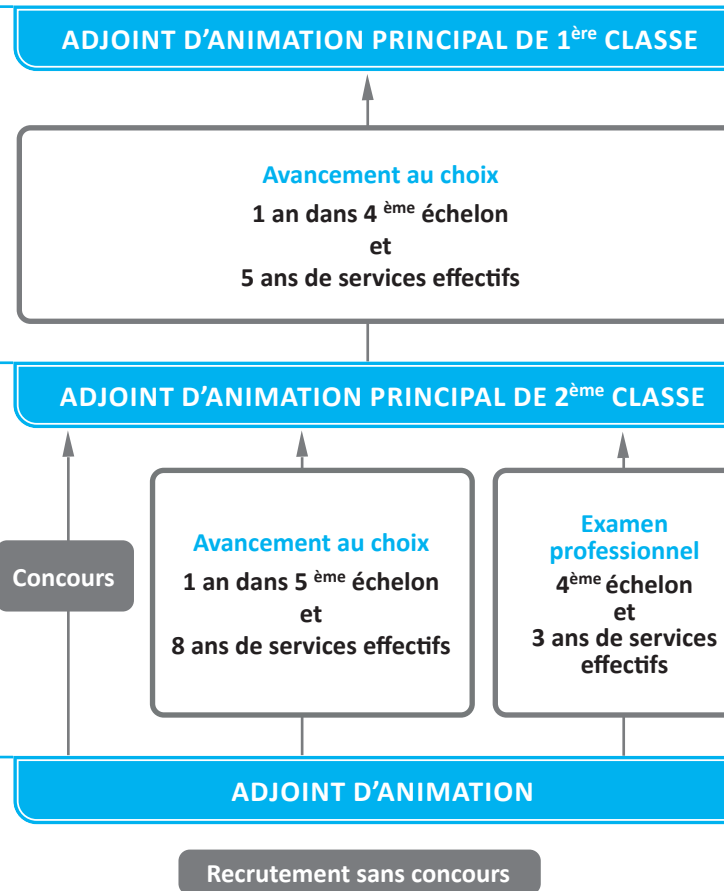 ADJOINT D'ANIMATION PRINCIPAL DE 1ère CLASSE
Avancement au choix
1 an dans 4 ème échelon
et
5 ans de services effectifs
ADJOINT D'ANIMATION PRINCIPAL DE 2ème CLASSE
Concours
Avancement au choix
1 an dans 5 ème échelon
et
8 ans de services effectifs
Examen
professionnel
4ème échelon
et
3 ans de services
effectifs
ADJOINT D'ANIMATION
Recrutement sans concours